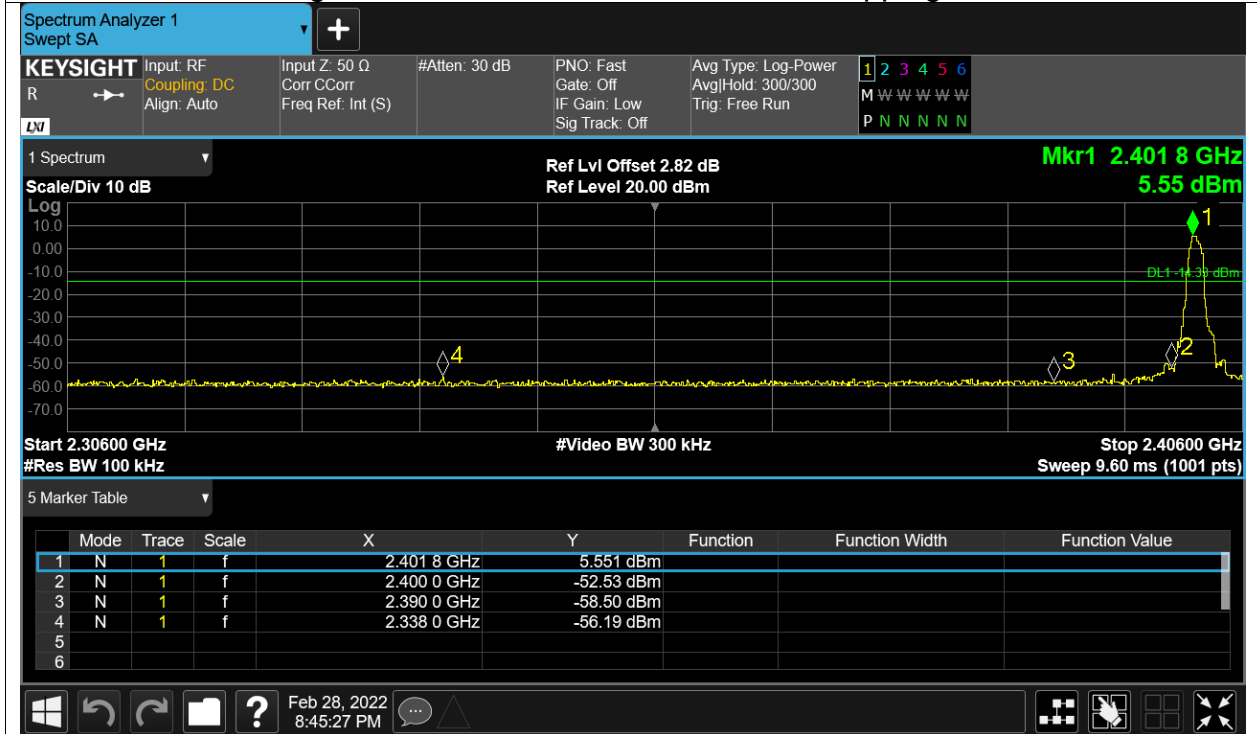 Spectrum Analyzer 1
Swept SA
+
KEYSIGHT Input: RF Input Z: 50 Ω #Atten: 30 dB PNO: Fast Avg Type: Log-Power 1 2 3 4 5 6
R Coupling: DC Corr CCorr Gate: Off Avg|Hold: 300/300 M W W W W W
Align: Auto Freq Ref: Int (S) IF Gain: Low Trig: Free Run
LXI Sig Track: Off P N N N N N
1 Spectrum Ref Lvl Offset 2.82 dB Mkr1 2.401 8 GHz
Scale/Div 10 dB Ref Level 20.00 dBm 5.55 dBm
Log
1
10.0
0.00
-10.0
DL1 -14.39 dBm
-20.0
-30.0
-40.0
4 3 2
-50.0
-60.0
-70.0
Start 2.30600 GHz #Video BW 300 kHz Stop 2.40600 GHz
#Res BW 100 kHz Sweep 9.60 ms (1001 pts)
5 Marker Table
Mode Trace Scale X Y Function Function Width Function Value
1 N 1 f 2.401 8 GHz 5.551 dBm
2 N 1 f 2.400 0 GHz -52.53 dBm
3 N 1 f 2.390 0 GHz -58.50 dBm
4 N 1 f 2.338 0 GHz -56.19 dBm
5
6
? Feb 28, 2022
8:45:27 PM